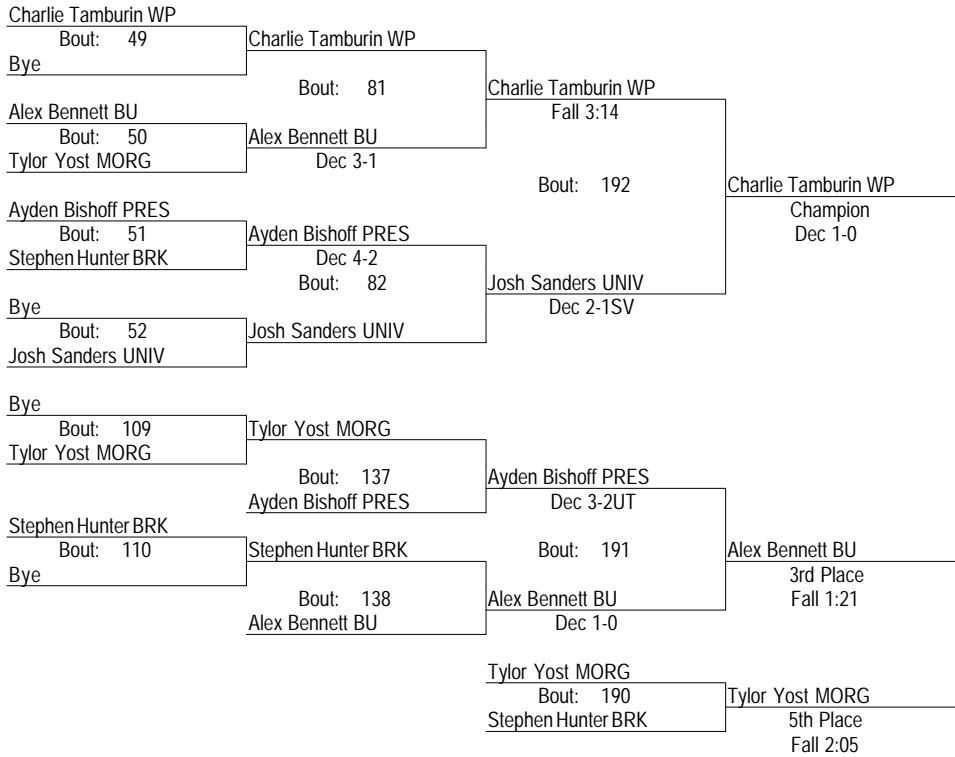 Charlie Tamburin WP
Bout: 49
Charlie Tamburin WP
Bye
Bout: 81
Charlie Tamburin WP
Alex Bennett BU
Fall 3:14
Bout: 50
Alex Bennett BU
Tylor Yost MORG
Dec 3-1
Bout: 192
Charlie Tamburin WP
Ayden Bishoff PRES
Champion
Bout: 51
Ayden Bishoff PRES
Dec 1-0
Stephen Hunter BRK
Dec 4-2
Bout: 82
Josh Sanders UNIV
Bye
Dec 2-1SV
Bout: 52
Josh Sanders UNIV
Josh Sanders UNIV
Bye
Bout: 109
Tylor Yost MORG
Tylor Yost MORG
Bout: 137
Ayden Bishoff PRES
Ayden Bishoff PRES
Dec 3-2UT
Stephen Hunter BRK
Bout: 110
Stephen Hunter BRK
Bout: 191
Alex Bennett BU
Bye
3rd Place
Bout: 138
Alex Bennett BU
Fall 1:21
Alex Bennett BU
Dec 1-0
Tylor Yost MORG
Bout: 190
Tylor Yost MORG
Stephen Hunter BRK
5th Place
Fall 2:05